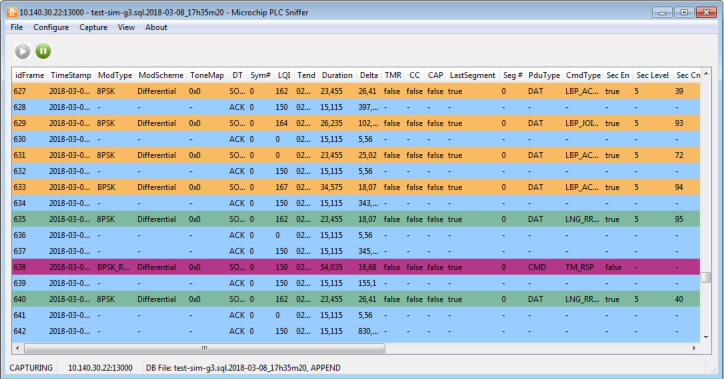 10.140.30.22:13000 - test-sim-g3.sql.2018-03-08_17h35m20 - Microchip PLC Sniffer
File Configure Capture View About
idFrame TimeStamp ModType ModScheme ToneMap DT Sym# LQI Tend Duration Delta TMR CC CAP LastSegment Seg # PduType CmdType Sec En Sec Level Sec Cn
627 2018-03-0... 8PSK Differential 0x0 SO... 0 162 02... 23,455 26,41 false false false true 0 DAT LBP_AC... true 5 39
628 2018-03-0... - - - ACK 0 150 02... 15,115 397,... - - - - - - - - - -
629 2018-03-0... 8PSK Differential 0x0 SO... 0 164 02... 26,235 102,... false false false true 0 DAT LBP_JOI... true 5 93
630 2018-03-0... - - - ACK 0 0 02... 15,115 5,56 - - - - - - - - - -
631 2018-03-0... 8PSK Differential 0x0 SO... 0 162 02... 23,455 25,02 false false false true 0 DAT LBP_AC... true 5 72
632 2018-03-0... - - - ACK 0 150 02... 15,115 5,56 - - - - - - - - - -
633 2018-03-0... 8PSK Differential 0x0 SO... 0 167 02... 34,575 18,07 false false false true 0 DAT LBP_AC... true 5 94
634 2018-03-0... - - - ACK 0 150 02... 15,115 343,... - - - - - - - - - -
635 2018-03-0... 8PSK Differential 0x0 SO... 0 162 02... 23,455 18,07 false false false true 0 DAT LNG_RR... true 5 95
636 2018-03-0... - - - ACK 0 0 02... 15,115 5,56 - - - - - - - - - -
637 2018-03-0... - - - ACK 0 150 02... 15,115 345,... - - - - - - - - - -
638 2018-03-0... BPSK_R... Differential 0x0 SO... 0 150 02... 54,035 16,68 false false false true 0 CMD TM_RSP false - -
639 2018-03-0... - - - ACK 0 150 02... 15,115 155,1 - - - - - - - - - -
640 2018-03-0... 8PSK Differential 0x0 SO... 0 162 02... 23,455 26,41 false false false true 0 DAT LNG_RR... true 5 40
641 2018-03-0... - - - ACK 0 0 02... 15,115 5,56 - - - - - - - - - -
642 2018-03-0... - - - ACK 0 150 02... 15,115 830,... - - - - - - - - - -
CAPTURING 10.140.30.22:13000 DB File: test-sim-g3.sql.2018-03-08_17h35m20, APPEND